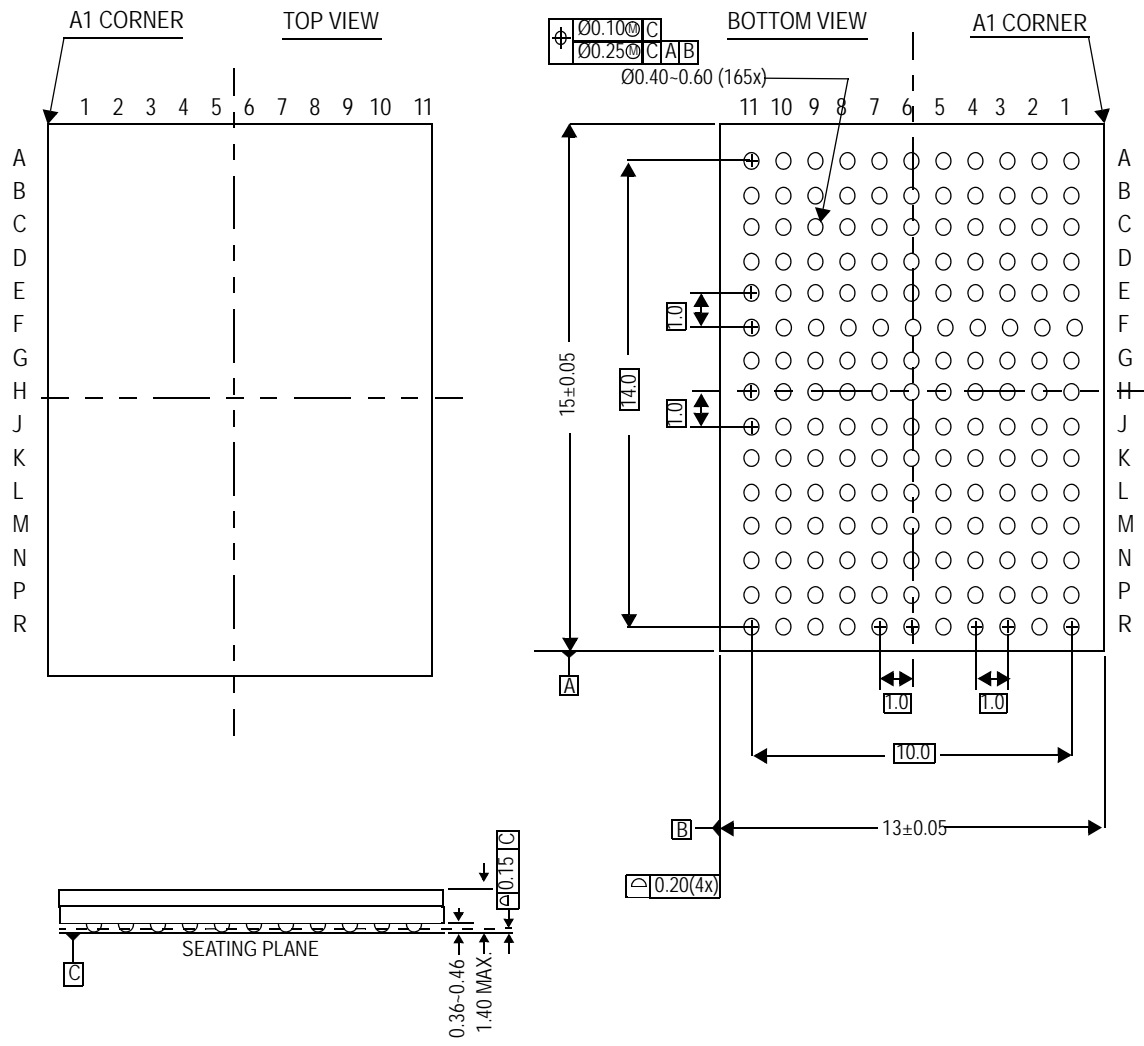 A1 CORNER
TOP VIEW
1 2 3 4 5 6 7 8 9 10 11
A
B
C
D
E
F
G
H
J
K
L
M
N
P
R
Ø0.10Ⓜ C
Ø0.25Ⓜ C A B
Ø0.40~0.60 (165x)
BOTTOM VIEW
A1 CORNER
11 10 9 8 7 6 5 4 3 2 1
A
B
C
D
E
F
G
H
J
K
L
M
N
P
R
15±0.05
14.0
1.0
1.0
A
1.0
1.0
10.0
B
13±0.05
0.20(4x)
0.15 C
SEATING PLANE
C
0.36~0.46
1.40 MAX.